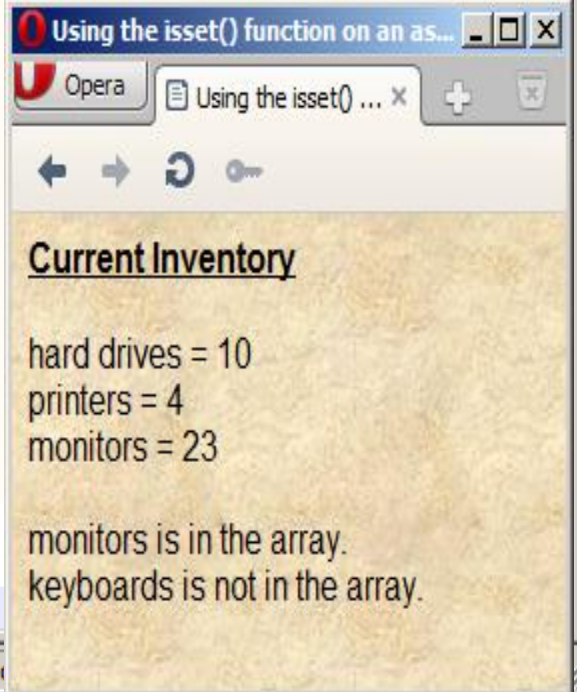 Using the isset() function on an as...
Opera
Using the isset() ...
Current Inventory
hard drives = 10
printers = 4
monitors = 23
monitors is in the array.
keyboards is not in the array.